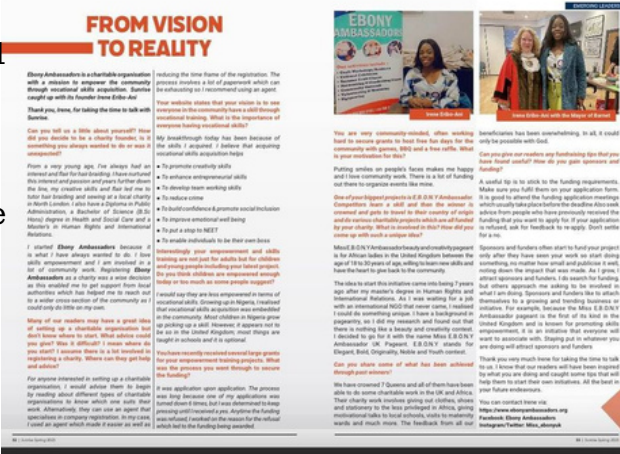 FROM VISION
TO REALITY
Ebony Ambassadors is a charitable organisation
with a mission to empower the community
through vocational skills acquisition. Sunrise
caught up with its founder Irene Eribo-Ani
Thank you, Irene, for taking the time to talk with
Sunrise.
Can you tell us a little about yourself? How
did you decide to be a charity founder, is it
something you always wanted to do or was it
unexpected?
From a very young age, I've always had an
interest and flair for hair braiding. I have nurtured
this interest and passion and years further down
the line, my creative skills and flair led me to
tutor hair braiding and sewing at a local charity
in North London. I also have a Diploma in Public
Administration, a Bachelor of Science (B.Sc
Hons) degree in Health and Social Care and a
Master's in Human Rights and International
Relations.
I started Ebony Ambassadors because it
is what I have always wanted to do. I love
skills empowerment and I am involved in a
lot of community work. Registering Ebony
Ambassadors as a charity was a wise decision
as this enabled me to get support from local
authorities which has helped me to reach out
to a wider cross-section of the community as I
could only do little on my own.
Many of our readers may have a great idea
of setting up a charitable organisation but
don't know where to start. What advice could
you give? Was it difficult? I mean where do
you start? I assume there is a lot involved in
registering a charity. Where can they get help
and advice?
For anyone interested in setting up a charitable
organisation, I would advise them to begin
by reading about different types of charitable
organisations to know which one suits their
work. Alternatively, they can use an agent that
specialises in company registration. In my case,
I used an agent which made it easier as well as
reducing the time frame of the registration. The
process involves a lot of paperwork which can
be exhausting so I recommend using an agent.
Your website states that your vision is to see
everyone in the community have a skill through
vocational training. What is the importance of
everyone having vocational skills?
My breakthrough today has been because of
the skills I acquired. I believe that acquiring
vocational skills acquisition helps
• To promote creativity skills
• To enhance entrepreneurial skills
• To develop team working skills
• To reduce crime
• To build confidence & promote social Inclusion
• To improve emotional well being
• To put a stop to NEET
• To enable individuals to be their own boss
Interestingly your empowerment and skills
training are not just for adults but for children
and young people including your latest project.
Do you think children are empowered enough
today or too much as some people suggest?
I would say they are less empowered in terms of
vocational skills. Growing up in Nigeria, I realised
that vocational skills acquisition was embedded
in the community. Most children in Nigeria grow
up picking up a skill. However, it appears not to
be so in the United Kingdom; most things are
taught in schools and it is optional.
You have recently received several large grants
for your empowerment training projects. What
was the process you went through to secure
the funding?
It was application upon application. The process
was long because one of my applications was
turned down it times, but I was determined to keep
pressing until I received a yes. Anytime the funding
was refused, I worked on the reason for the refusal
which led to the funding being awarded.
EMERGING LEADERS
EBONY
AMBASSADORS
Irene Eribo-Ani
Irene Eribo-Ani with the Mayor of Barnet
You are very community-minded, often working
hard to secure grants to host free fun days for the
community with games, BBQ and a free raffle. What
is your motivation for this?
Putting smiles on people's faces makes me happy
and I love community work. There is a lot of funding
out there to organize events like mine.
One of your biggest projects is E.B.O.N.Y Ambassador.
Competitors learn a skill and then the winner is
crowned and gets to travel to their country of origin
and do various charitable projects which are all funded
by your charity. What is involved in this? How did you
come up with such a unique idea?
Miss E.B.O.N.Y Ambassador beauty and creativity pageant
is for African ladies in the United Kingdom between the
age of 18 to 30 years of age, willing to learn new skills and
have the heart to give back to the community.
The idea to start this initiative came into being 7 years
ago after my master's degree in Human Rights and
International Relations. As I was waiting for a job
with an international NGO that never came, I realised
I could do something unique. I have a background in
pageantry, so I did my research and found out that
there is nothing like a beauty and creativity contest.
I decided to go for it with the name Miss E.B.O.N.Y
Ambassador UK Pageant. E.B.O.N.Y stands for
Elegant, Bold, Originality, Noble and Youth contest.
Can you share some of what has been achieved
through past winners?
We have crowned 7 Queens and all of them have been
able to do some charitable work in the UK and Africa.
Their charity work involves giving out clothes, shoes
and stationery to the less privileged in Africa, giving
motivational talks to local schools, visits to maternity
wards and much more. The feedback from all our
beneficiaries has been overwhelming. In all, it could
only be possible with God.
Can you give our readers any fundraising tips that you
have found useful? How do you gain sponsors and
funding?
A useful tip is to stick to the funding requirements.
Make sure you fulfil them on your application form.
It is good to attend the funding application meetings
which usually take place before the deadline. Also seek
advice from people who have previously received the
funding that you want to apply for. If your application
is refused, ask for feedback to re-apply. Don't settle
for a no.
Sponsors and funders often start to fund your project
only after they have seen your work so start doing
something, no matter how small and publicise it well,
noting down the impact that was made. As I grow, I
attract sponsors and funders. I do search for funding,
but others approach me asking to be involved in
what I am doing. Sponsors and funders like to attach
themselves to a growing and trending business or
initiative. For example, because the Miss E.B.O.N.Y
Ambassador pageant is the first of its kind in the
United Kingdom and is known for promoting skills
empowerment, it is an initiative that everyone will
want to associate with. Staying put in whatever you
are doing will attract sponsors and funders
Thank you very much Irene for taking the time to talk
to us. I know that our readers will have been inspired
by what you are doing and caught some tips that will
help them to start their own initiatives. All the best in
your future endeavours.
You can contact Irene via:
https://www.ebonyambassadors.org
Facebook: Ebony Ambassadors
Instagram/Twitter: Miss_ebonyuk